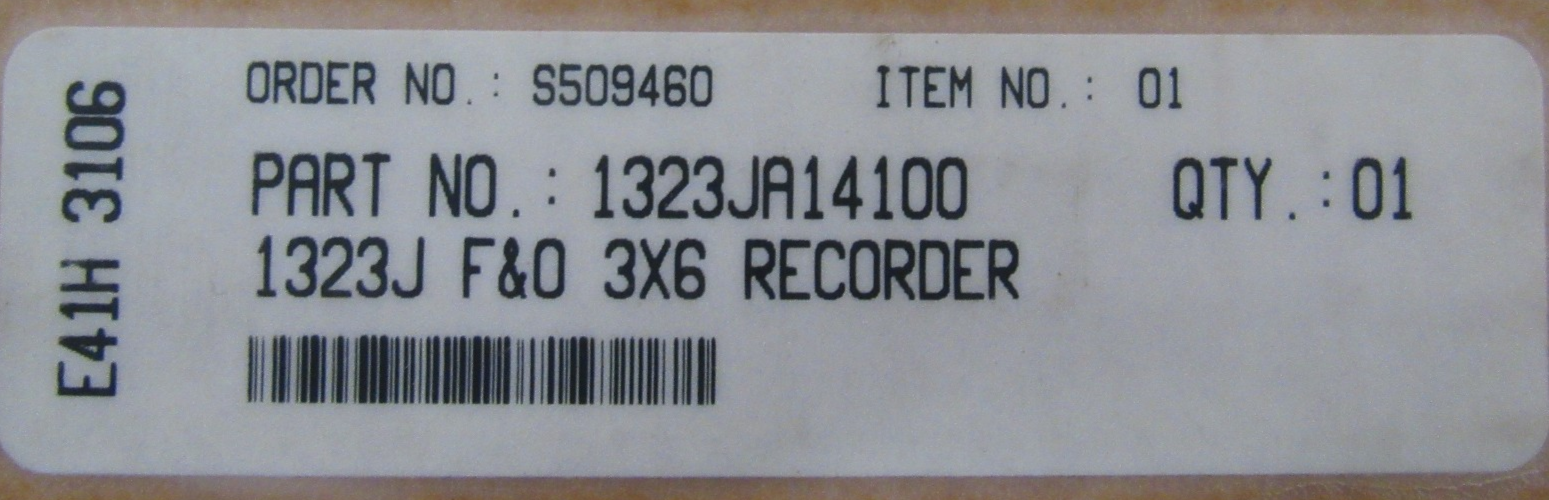 E41H 3106
ORDER NO.: S509460 ITEM NO.: 01
PART NO.: 1323JA14100 QTY.:01
1323J F&O 3X6 RECORDER